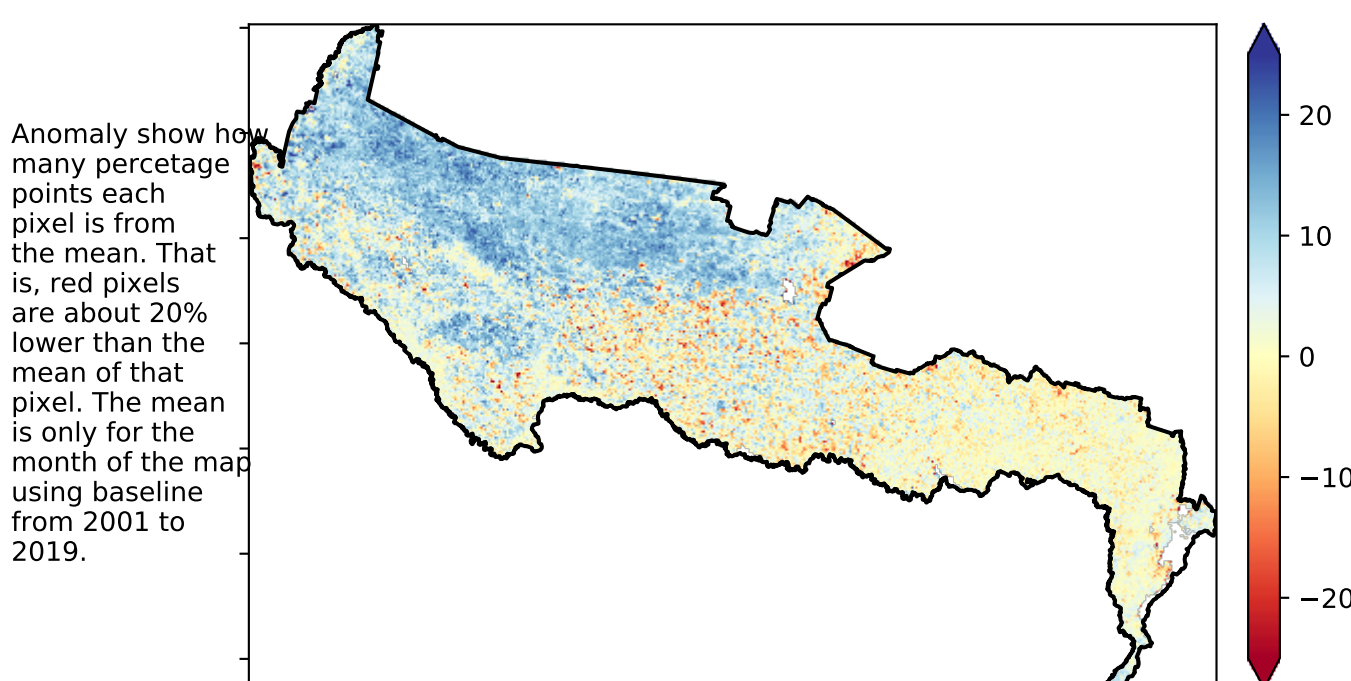 Anomaly show how
many percetage
points each
pixel is from
the mean. That
is, red pixels
are about 20%
lower than the
mean of that
pixel. The mean
is only for the
month of the map
using baseline
from 2001 to
2019.
20
10
0
−10
−20